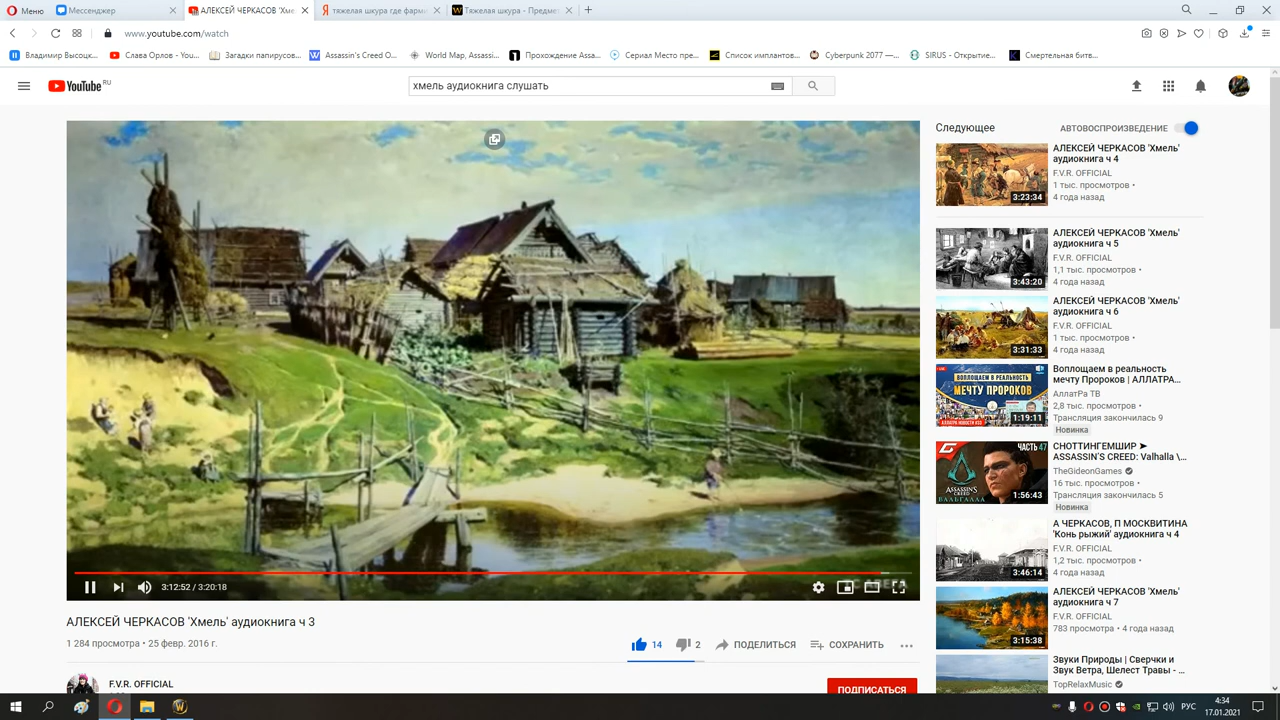 Меню
Мессенджер
АЛЕКСЕЙ ЧЕРКАСОВ 'Хме
тяжелая шкура где фарми
Тяжелая шкура - Предмет
www.youtube.com/watch
Владимир Высоцк...
Слава Орлов - You...
Загадки папирусов...
Assassin's Creed O...
World Map, Assassi...
Прохождение Assa...
Сериал Место пре...
Список имплантов...
Cyberpunk 2077 —...
SIRUS - Открытие...
Смертельная битв...
YouTube RU
хмель аудиокнига слушать
3:12:52 / 3:20:18
АЛЕКСЕЙ ЧЕРКАСОВ 'Хмель' аудиокнига ч 3
1 284 просмотра • 25 февр. 2016 г.
14
2
ПОДЕЛИТЬСЯ
СОХРАНИТЬ
F.V.R. OFFICIAL
ПОДПИСАТЬСЯ
Следующее
АВТОВОСПРОИЗВЕДЕНИЕ
3:23:34
АЛЕКСЕЙ ЧЕРКАСОВ 'Хмель'
аудиокнига ч 4
F.V.R. OFFICIAL
1 тыс. просмотров •
4 года назад
3:43:20
АЛЕКСЕЙ ЧЕРКАСОВ 'Хмель'
аудиокнига ч 5
F.V.R. OFFICIAL
1,1 тыс. просмотров •
4 года назад
3:31:33
АЛЕКСЕЙ ЧЕРКАСОВ 'Хмель'
аудиокнига ч 6
F.V.R. OFFICIAL
1 тыс. просмотров •
4 года назад
ВОПЛОЩАЕМ В РЕАЛЬНОСТЬ
МЕЧТУ ПРОРОКОВ
1:19:11
Воплощаем в реальность
мечту Пророков | АЛЛАТРА...
АллатРа ТВ
2,8 тыс. просмотров •
Трансляция закончилась 9
Новинка
ЧАСТЬ 47
ASSASSIN'S
CREED
ВАЛЬГАЛЛА
1:56:43
СНОТТИНГЕМШИР ➤
ASSASSIN'S CREED: Valhalla \...
TheGideonGames
16 тыс. просмотров •
Трансляция закончилась 5
Новинка
3:46:14
А ЧЕРКАСОВ, П МОСКВИТИНА
'Конь рыжий' аудиокнига ч 4
F.V.R. OFFICIAL
1,2 тыс. просмотров •
4 года назад
3:15:38
АЛЕКСЕЙ ЧЕРКАСОВ 'Хмель'
аудиокнига ч 7
F.V.R. OFFICIAL
783 просмотра • 4 года назад
Звуки Природы | Сверчки и
Звук Ветра, Шелест Травы - ...
TopRelaxMusic
РУС
4:34
17.01.2021